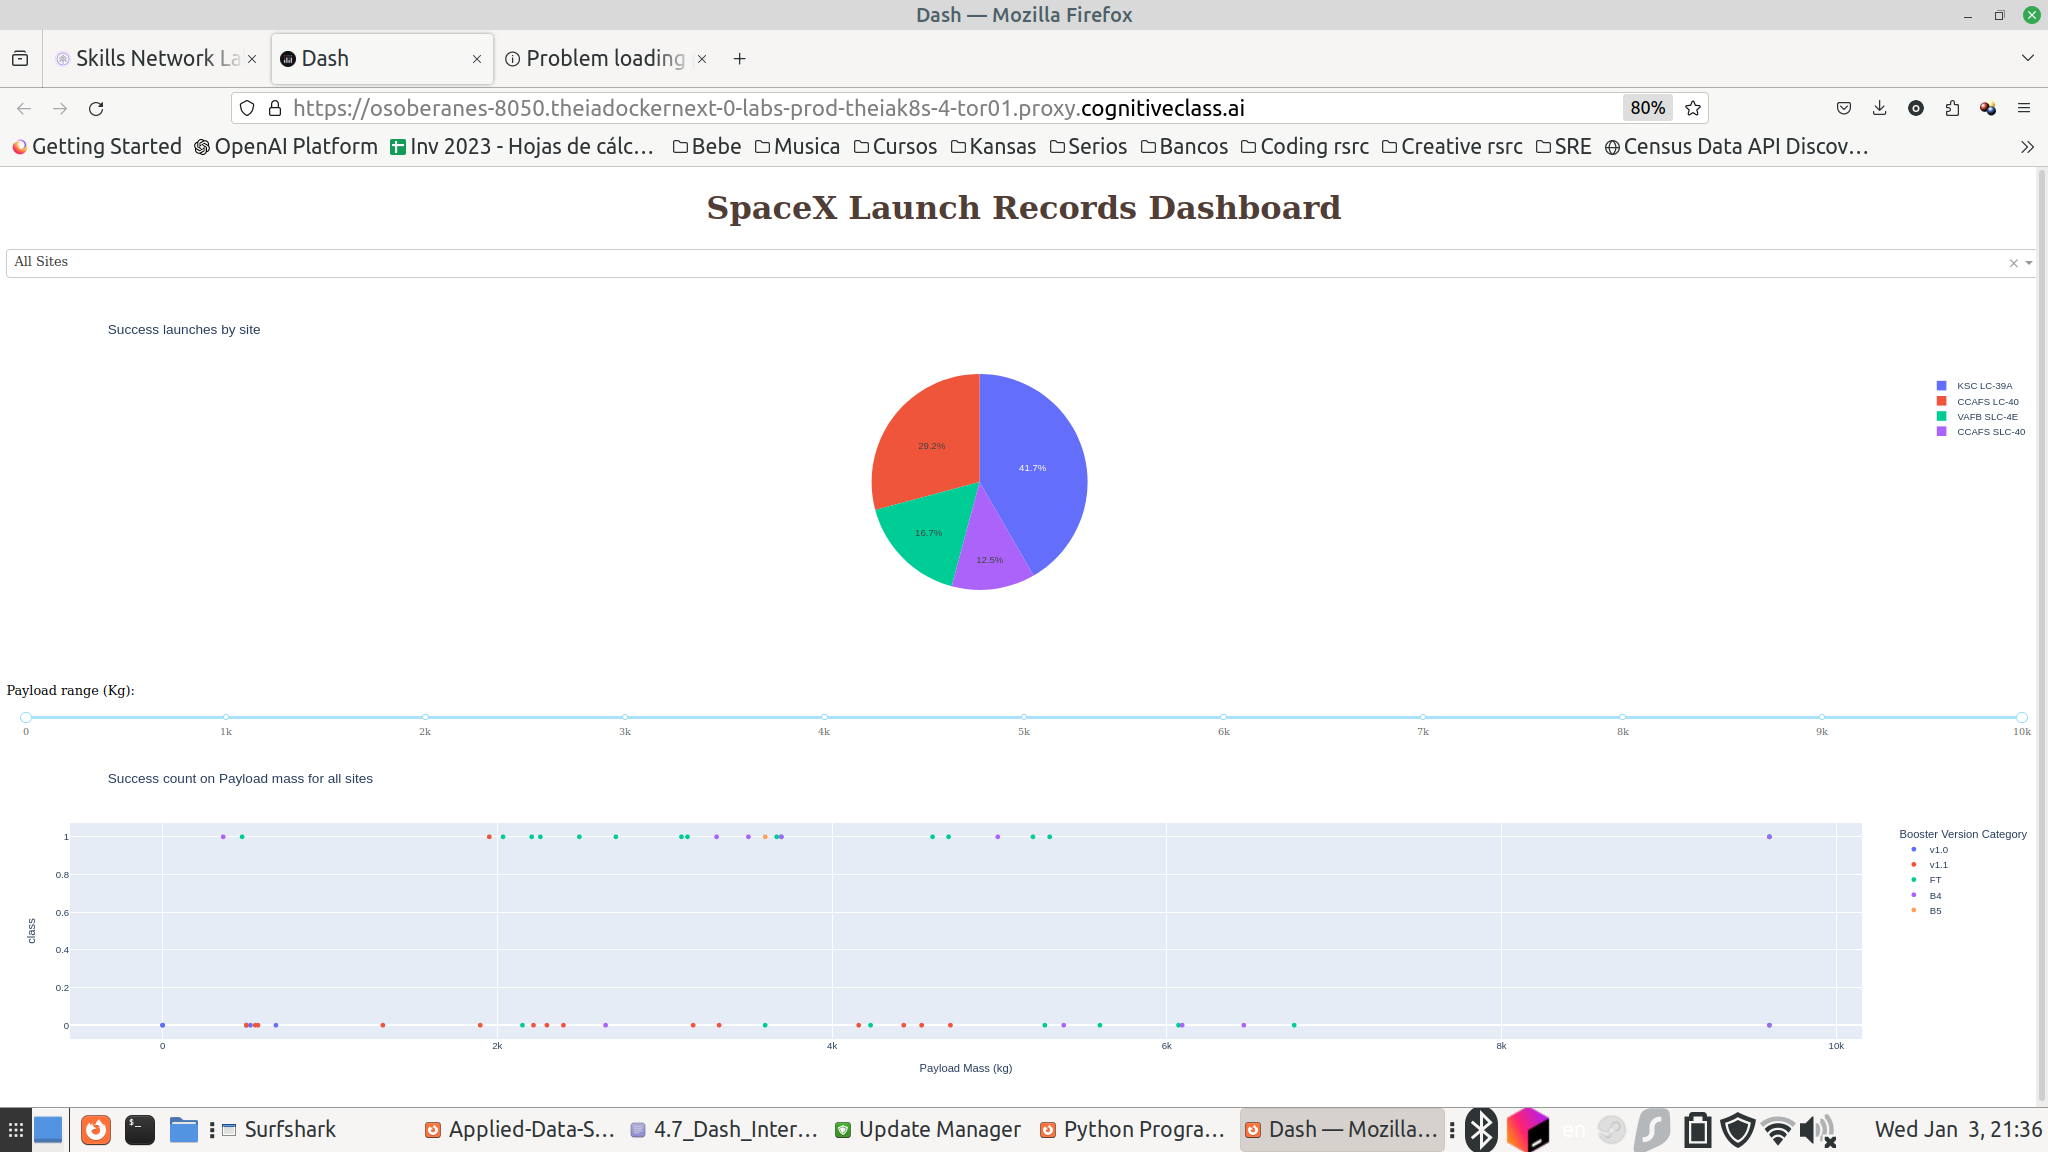 Dash — Mozilla Firefox
Skills Network La
Dash
Problem loading
https://osoberanes-8050.theiadockernext-0-labs-prod-theiak8s-4-tor01.proxy.cognitiveclass.ai
80%
Getting Started
OpenAI Platform
Inv 2023 - Hojas de cálc…
Bebe
Musica
Cursos
Kansas
Serios
Bancos
Coding rsrc
Creative rsrc
SRE
Census Data API Discov…
SpaceX Launch Records Dashboard
All Sites
Success launches by site
KSC LC-39A
CCAFS LC-40
VAFB SLC-4E
CCAFS SLC-40
29.2%
41.7%
16.7%
12.5%
Payload range (Kg):
0 1k 2k 3k 4k 5k 6k 7k 8k 9k 10k
Success count on Payload mass for all sites
1
0.8
0.6
0.4
0.2
0
class
0 2k 4k 6k 8k 10k
Payload Mass (kg)
Booster Version Category
v1.0
v1.1
FT
B4
B5
Surfshark
Applied-Data-S…
4.7_Dash_Inter…
Update Manager
Python Progra…
Dash — Mozilla…
en
Wed Jan 3, 21:36